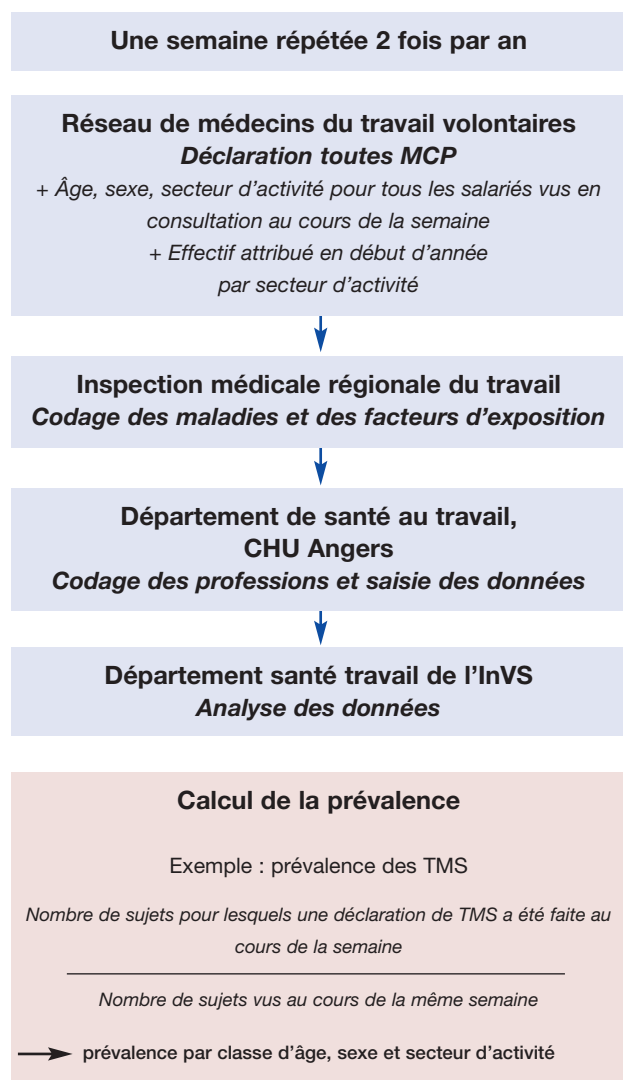 Une semaine répétée 2 fois par an
Réseau de médecins du travail volontaires
Déclaration toutes MCP
+ Âge, sexe, secteur d’activité pour tous les salariés vus en
consultation au cours de la semaine
+ Effectif attribué en début d’année
par secteur d’activité
Inspection médicale régionale du travail
Codage des maladies et des facteurs d’exposition
Département de santé au travail,
CHU Angers
Codage des professions et saisie des données
Département santé travail de l’InVS
Analyse des données
Calcul de la prévalence
Exemple : prévalence des TMS
Nombre de sujets pour lesquels une déclaration de TMS a été faite au
cours de la semaine
Nombre de sujets vus au cours de la même semaine
prévalence par classe d’âge, sexe et secteur d’activité